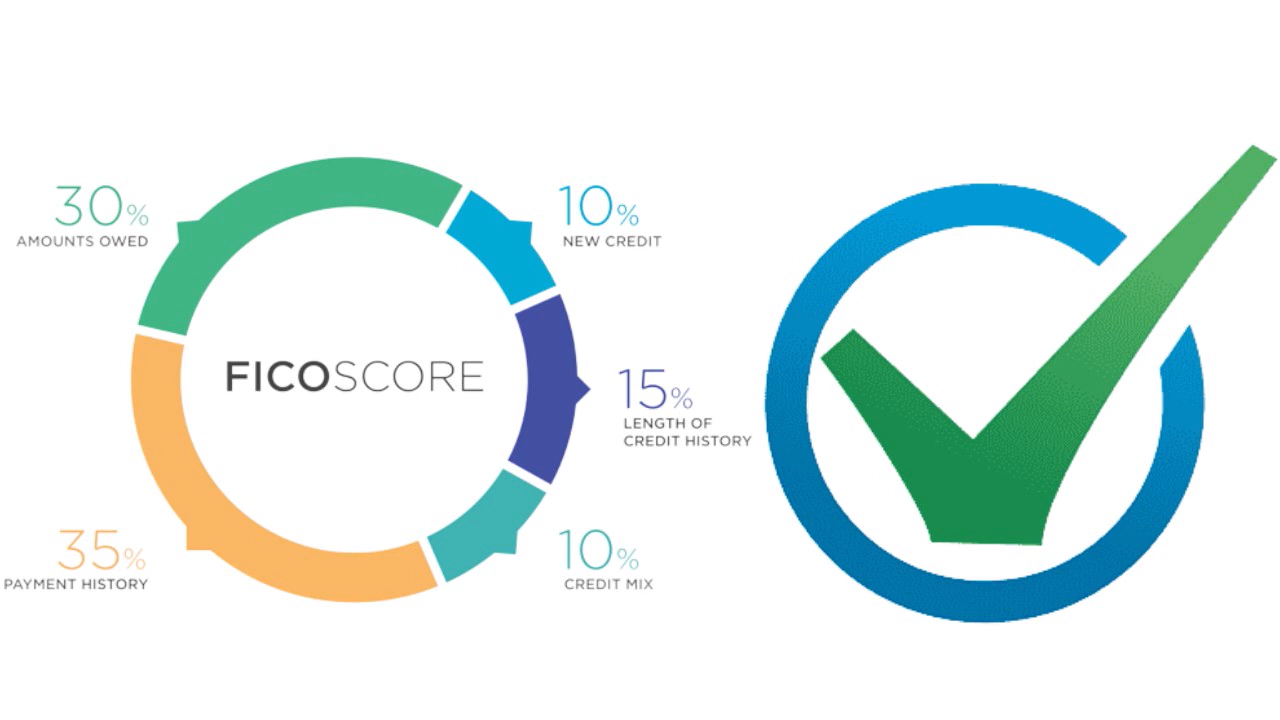 30%
AMOUNTS OWED
10%
NEW CREDIT
FICOSCORE
15%
LENGTH OF
CREDIT HISTORY
35%
PAYMENT HISTORY
10%
CREDIT MIX